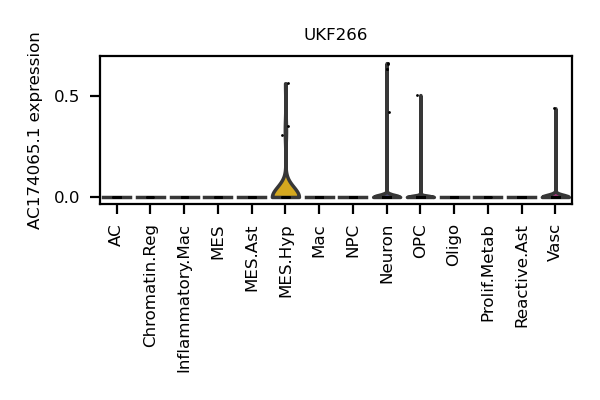 UKF266
AC174065.1 expression
0.5
0.0
AC
Chromatin.Reg
Inflammatory.Mac
MES
MES.Ast
MES.Hyp
Mac
NPC
Neuron
OPC
Oligo
Prolif.Metab
Reactive.Ast
Vasc